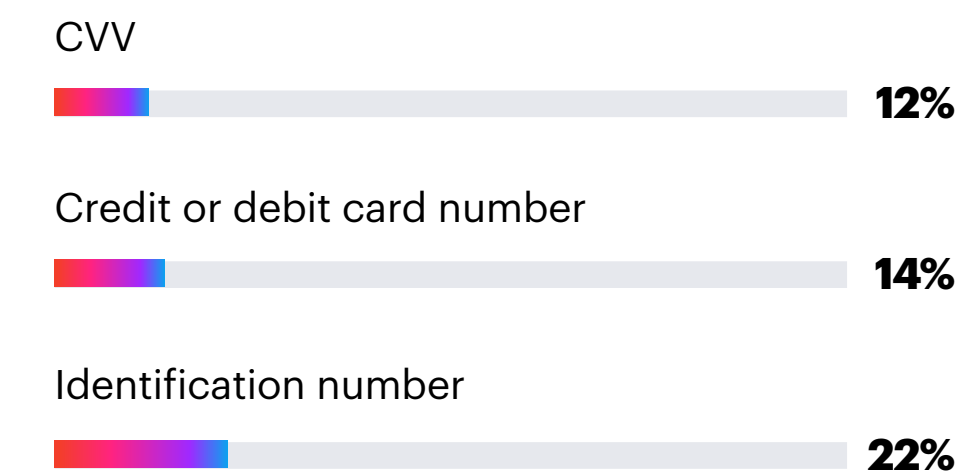 CVV
12%
Credit or debit card number
14%
Identification number
22%